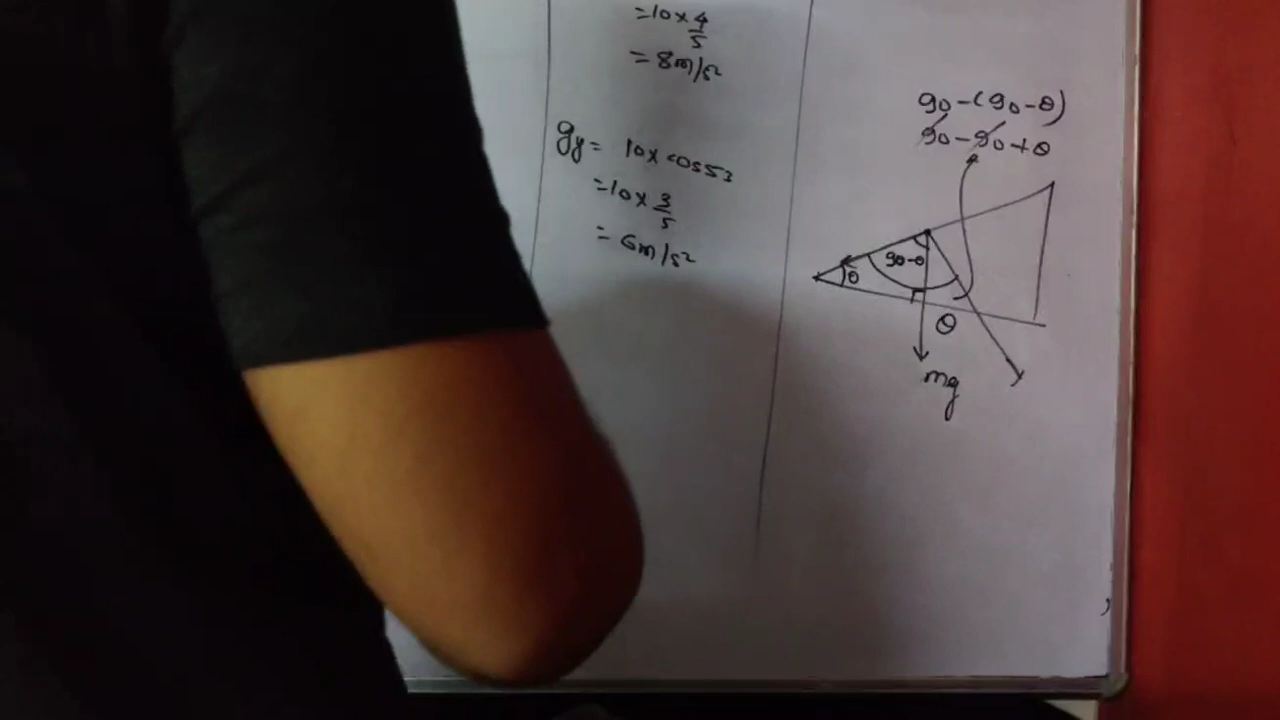 =10×4/5
= 8m/s²
gy= 10×cos53
=10×3/5
= 6m/s²
90-(90-θ)
90-90+θ
90-θ
θ
θ
mg